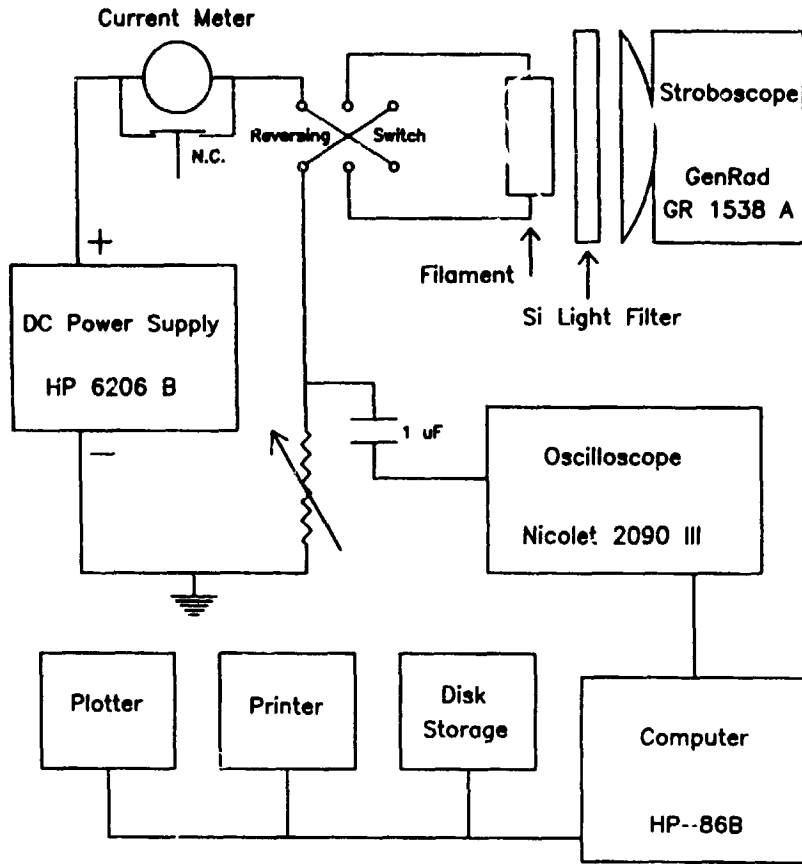 Current Meter
Reversing Switch
N.C.
Stroboscope
GenRad
GR 1538 A
Filament
Si Light Filter
+
DC Power Supply
HP 6206 B
−
1 uF
Oscilloscope
Nicolet 2090 III
Plotter
Printer
Disk
Storage
Computer
HP--86B